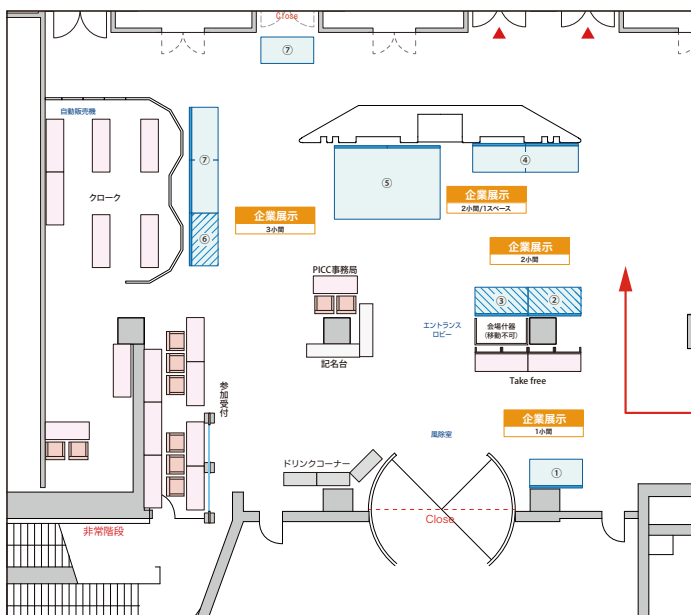 Close
⑦
自動販売機
⑦
④
⑤
企業展示
2小間/1スペース
クローク
企業展示
3小間
⑥
企業展示
2小間
PICC事務局
③
②
エントランス
ロビー
会場什器
(移動不可)
記名台
Take free
参加受付
企業展示
1小間
風除室
ドリンクコーナー
①
Close
非常階段